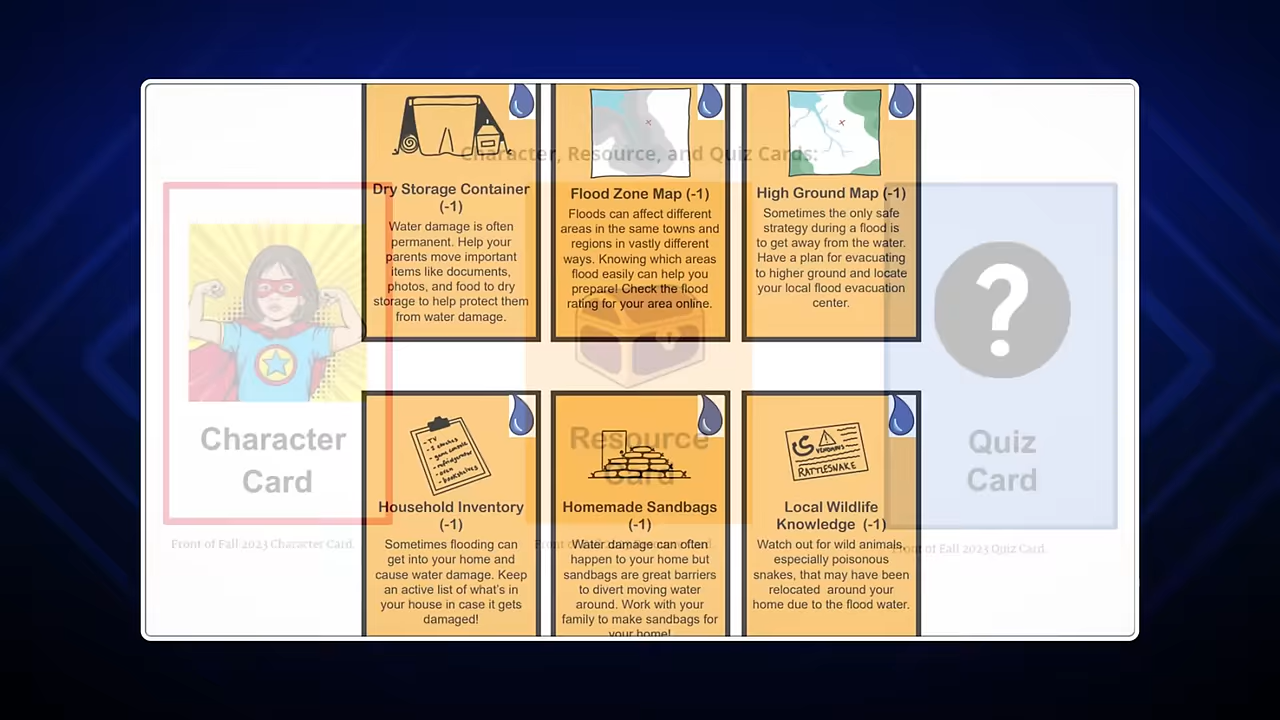 Character, Resource, and Quiz Cards:
Dry Storage Container
(-1)
Water damage is often
permanent. Help your
parents move important
items like documents,
photos, and food to dry
storage to help protect them
from water damage.
Flood Zone Map (-1)
Floods can affect different
areas in the same towns and
regions in vastly different
ways. Knowing which areas
flood easily can help you
prepare! Check the flood
rating for your area online.
High Ground Map (-1)
Sometimes the only safe
strategy during a flood is
to get away from the water.
Have a plan for evacuating
to higher ground and locate
your local flood evacuation
center.
?
Character
Card
Resource
Card
Quiz
Card
Household Inventory
(-1)
Sometimes flooding can
get into your home and
cause water damage. Keep
an active list of what's in
your house in case it gets
damaged!
Homemade Sandbags
(-1)
Water damage can often
happen to your home but
sandbags are great barriers
to divert moving water
around. Work with your
family to make sandbags for
your home!
RATTLESNAKE
Local Wildlife
Knowledge (-1)
Watch out for wild animals,
especially poisonous
snakes, that may have been
relocated around your
home due to the flood water.
Front of Fall 2023 Character Card.
Front of Fall 2023 Quiz Card.